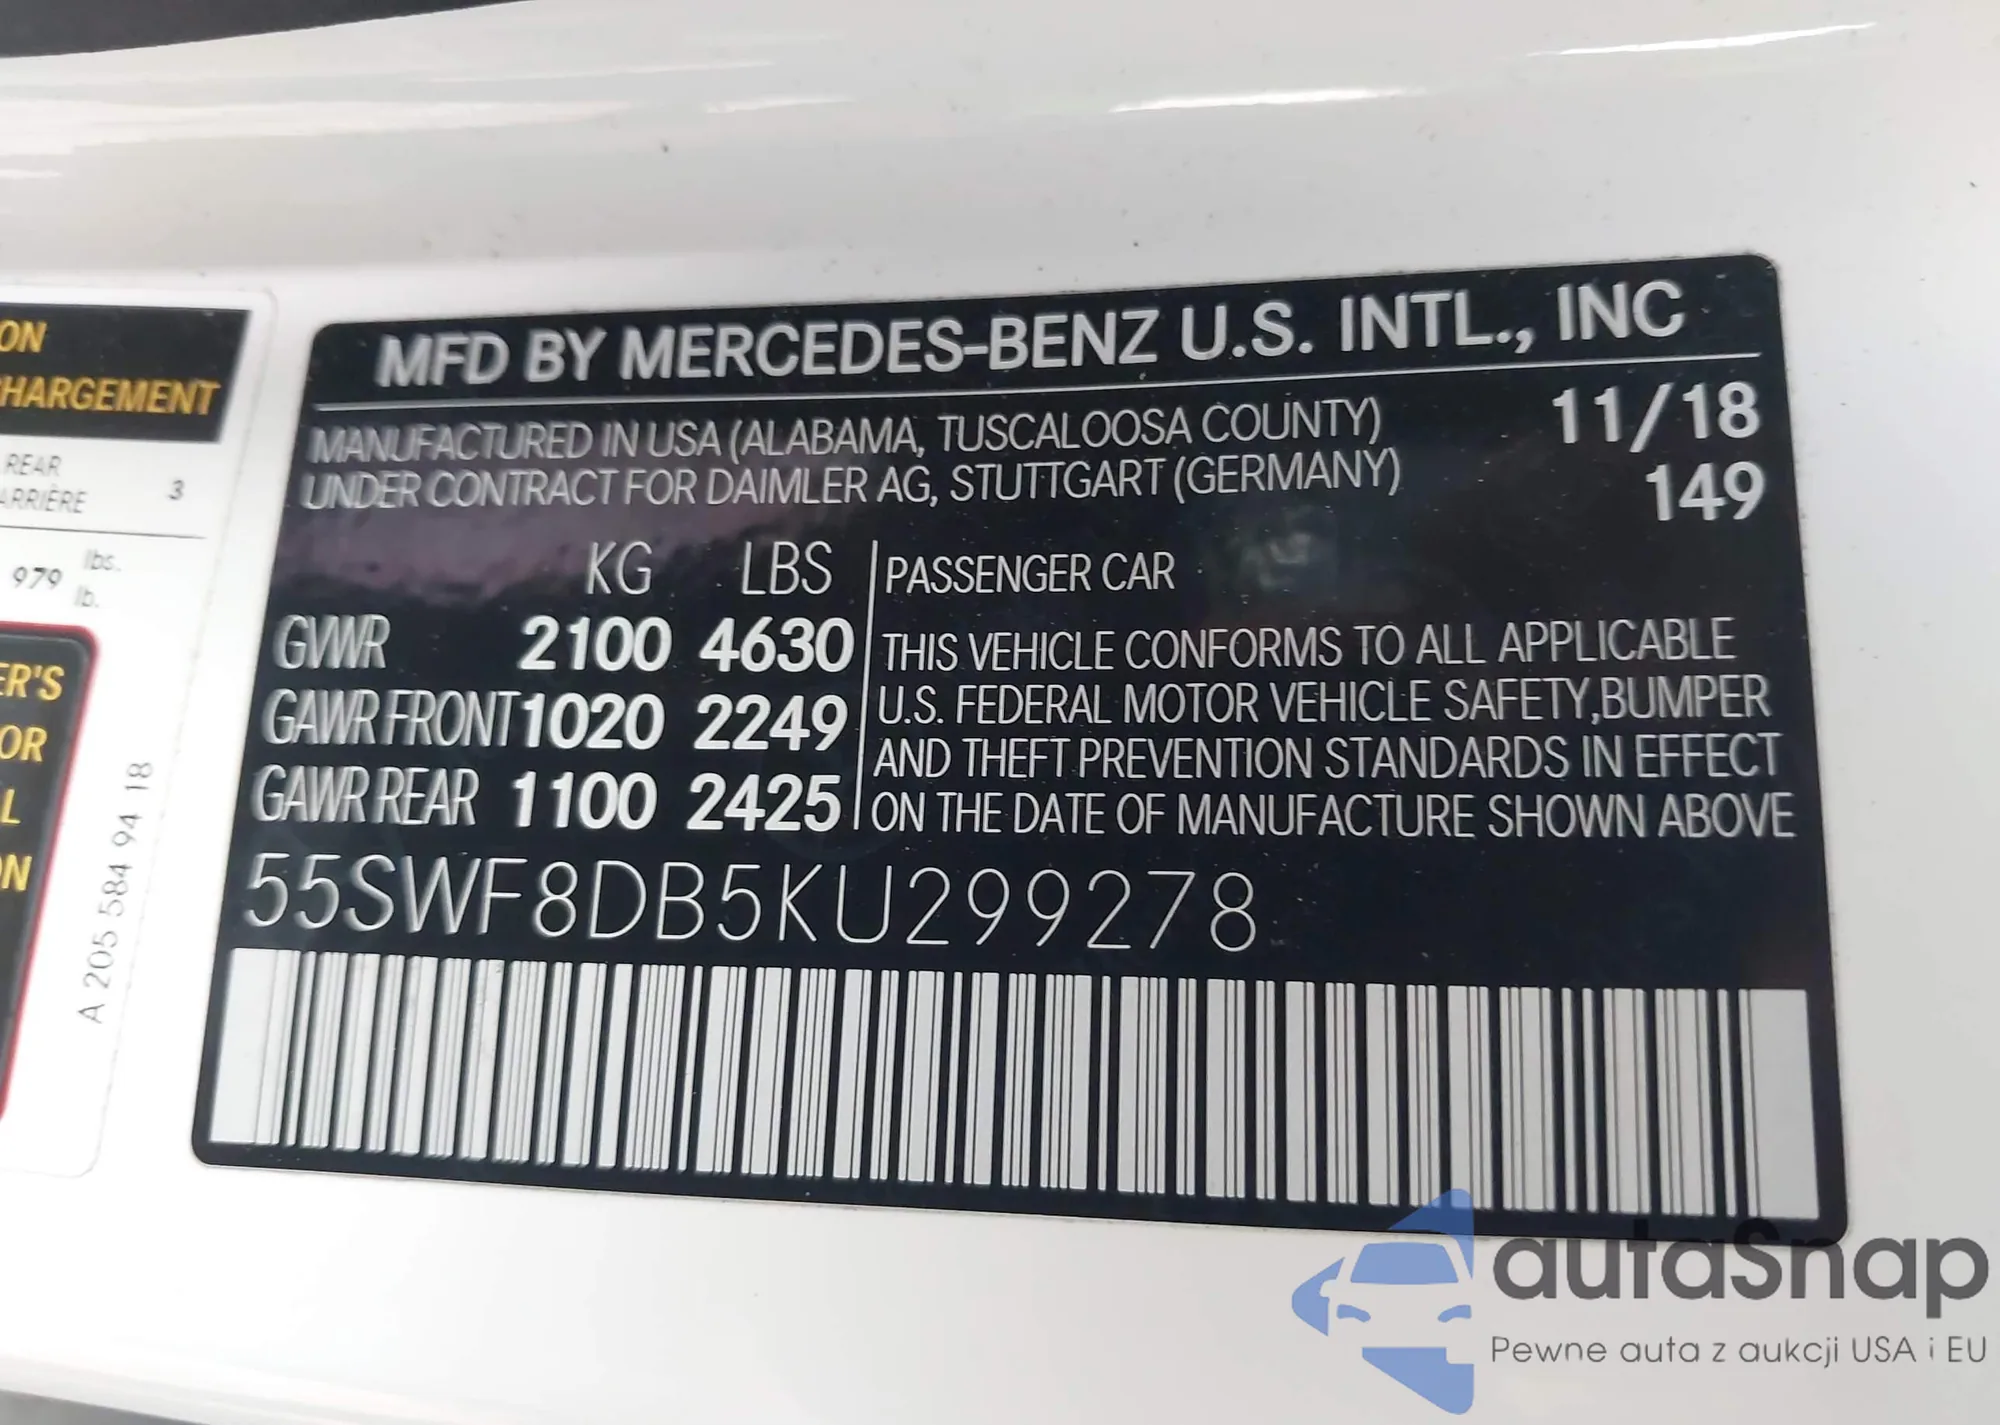 ON
HARGEMENT
REAR
ARRIÈRE
3
979 lbs.
lb.
ER'S
OR
L
ON
A 205 584 94 18
MFD BY MERCEDES-BENZ U.S. INTL., INC
MANUFACTURED IN USA (ALABAMA, TUSCALOOSA COUNTY) 11/18
UNDER CONTRACT FOR DAIMLER AG, STUTTGART (GERMANY) 149
KG LBS
GVWR 2100 4630
GAWR FRONT 1020 2249
GAWR REAR 1100 2425
PASSENGER CAR
THIS VEHICLE CONFORMS TO ALL APPLICABLE
U.S. FEDERAL MOTOR VEHICLE SAFETY,BUMPER
AND THEFT PREVENTION STANDARDS IN EFFECT
ON THE DATE OF MANUFACTURE SHOWN ABOVE
55SWF8DB5KU299278
autaSnap
Pewne auta z aukcji USA i EU